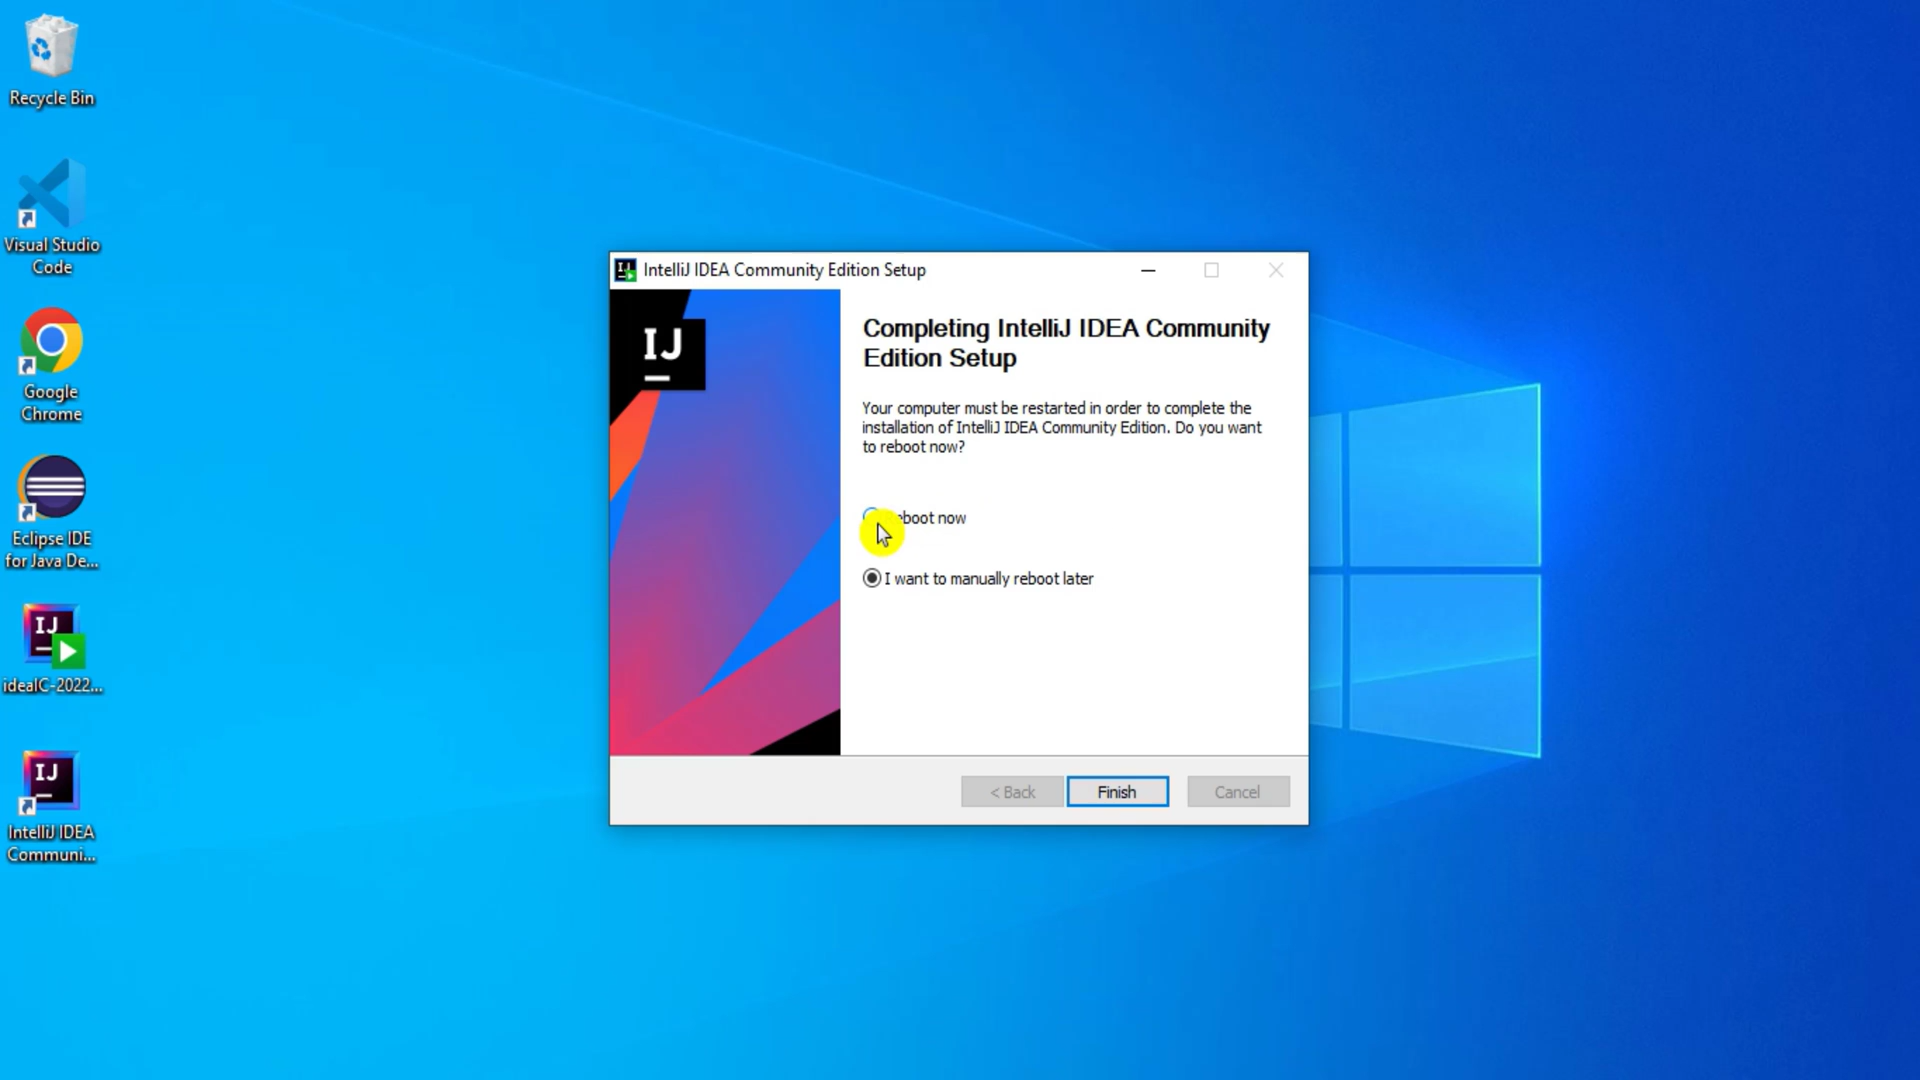 Recycle Bin
Visual Studio
Code
Google
Chrome
Eclipse IDE
for Java De...
IJ
ideaIC-2022...
IJ
IntelliJ IDEA
Communi...
IJ
IntelliJ IDEA Community Edition Setup
IJ
Completing IntelliJ IDEA Community
Edition Setup
Your computer must be restarted in order to complete the
installation of IntelliJ IDEA Community Edition. Do you want
to reboot now?
eboot now
I want to manually reboot later
< Back
Finish
Cancel